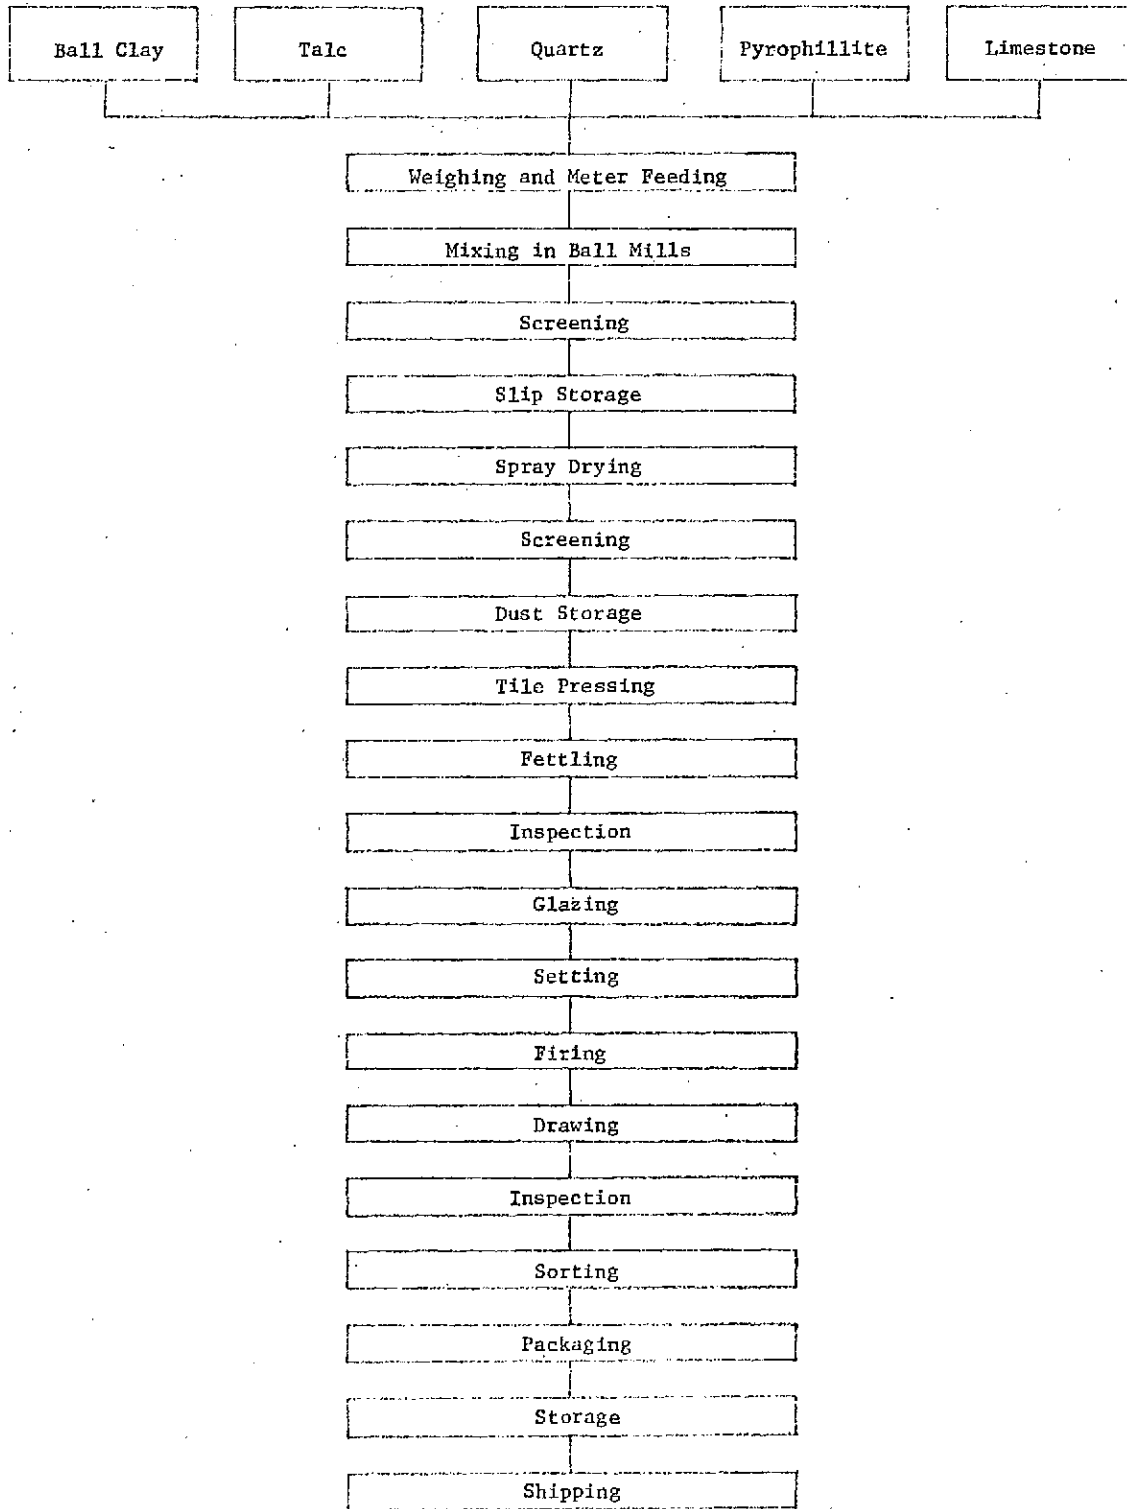 Ball Clay
Talc
Quartz
Pyrophillite
Limestone
Weighing and Meter Feeding
Mixing in Ball Mills
Screening
Slip Storage
Spray Drying
Screening
Dust Storage
Tile Pressing
Fettling
Inspection
Glazing
Setting
Firing
Drawing
Inspection
Sorting
Packaging
Storage
Shipping